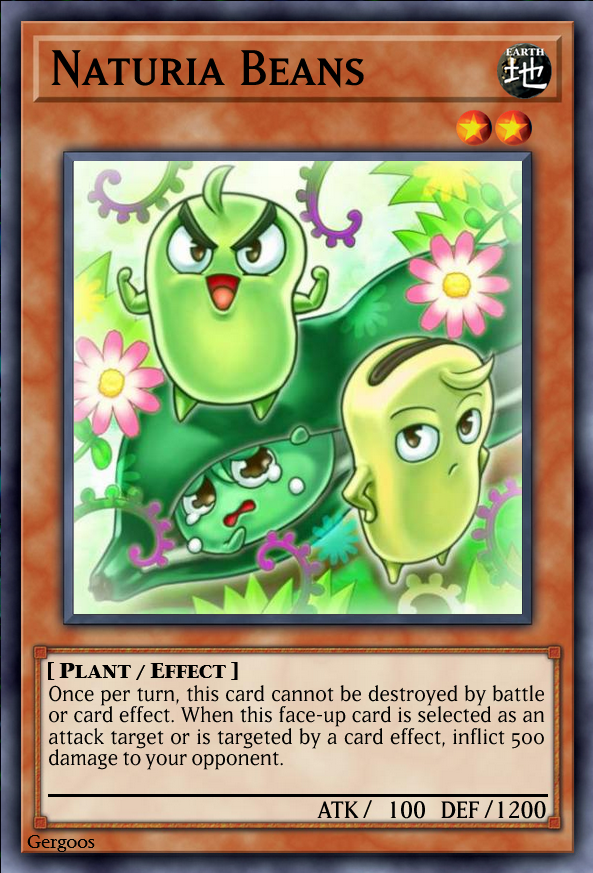 Naturia Beans
EARTH
地
[ Plant / Effect ]
Once per turn, this card cannot be destroyed by battle
or card effect. When this face-up card is selected as an
attack target or is targeted by a card effect, inflict 500
damage to your opponent.
ATK / 100 DEF /1200
Gergoos